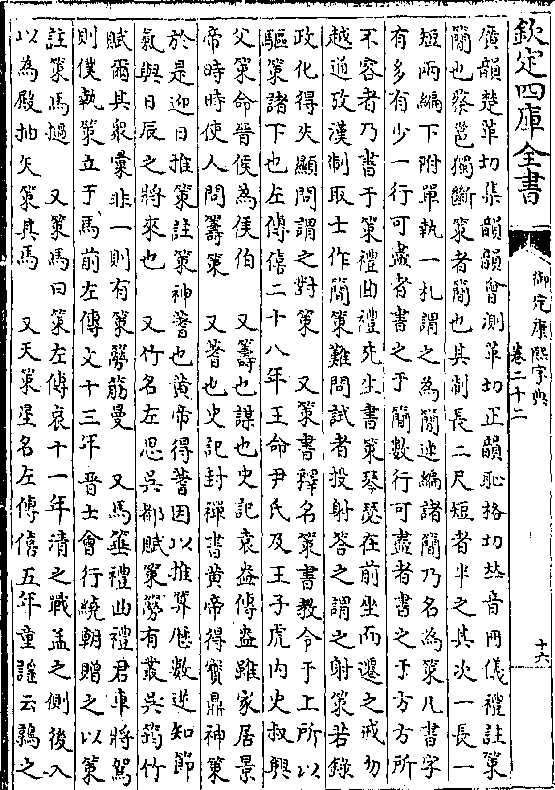 欽定四庫全書
御定康熙字典
卷二十二
十六
廣韻楚革切集韻韻會測革切正韻恥格切𠀤音冊儀禮註策
簡也蔡邕獨斷策者簡也其制長二尺短者半之其次一長一
短兩編下附單執一札謂之為簡連編諸簡乃名為策凡書字
有多有少一行可盡者書之于簡數行可盡者書之于方方所
不容者乃書于策禮曲禮先生書策琴瑟在前坐而遷之戒勿
越通攷漢制取士作簡策難問試者投射答之謂之射策若錄
政化得失顯問謂之對策　又策書釋名策書教令于上所以
驅策諸下也左傳僖二十八年王命尹氏及王子虎内史叔興
父策命晉侯為侯伯　又籌也謀也史記袁盎傳盎雖家居景
帝時時使人問籌策　又蓍也史記封禪書黄帝得寳鼎神策
於是迎日推策註策神蓍也黄帝得蓍因以推算厯數逆知節
氣與日辰之將來也　又竹名左思吳都賦策簩有叢吳筠竹
賦爾其衆彙非一則有策簩筋曼　又馬箠禮曲禮君車將駕
則僕執策立于馬前左傳文十三年晉士會行繞朝贈之以策
註策馬撾　又策馬曰策左傳哀十一年清之戰孟之側後入
以為殿抽矢策其馬　又天策星名左傳僖五年童謠云鶉之